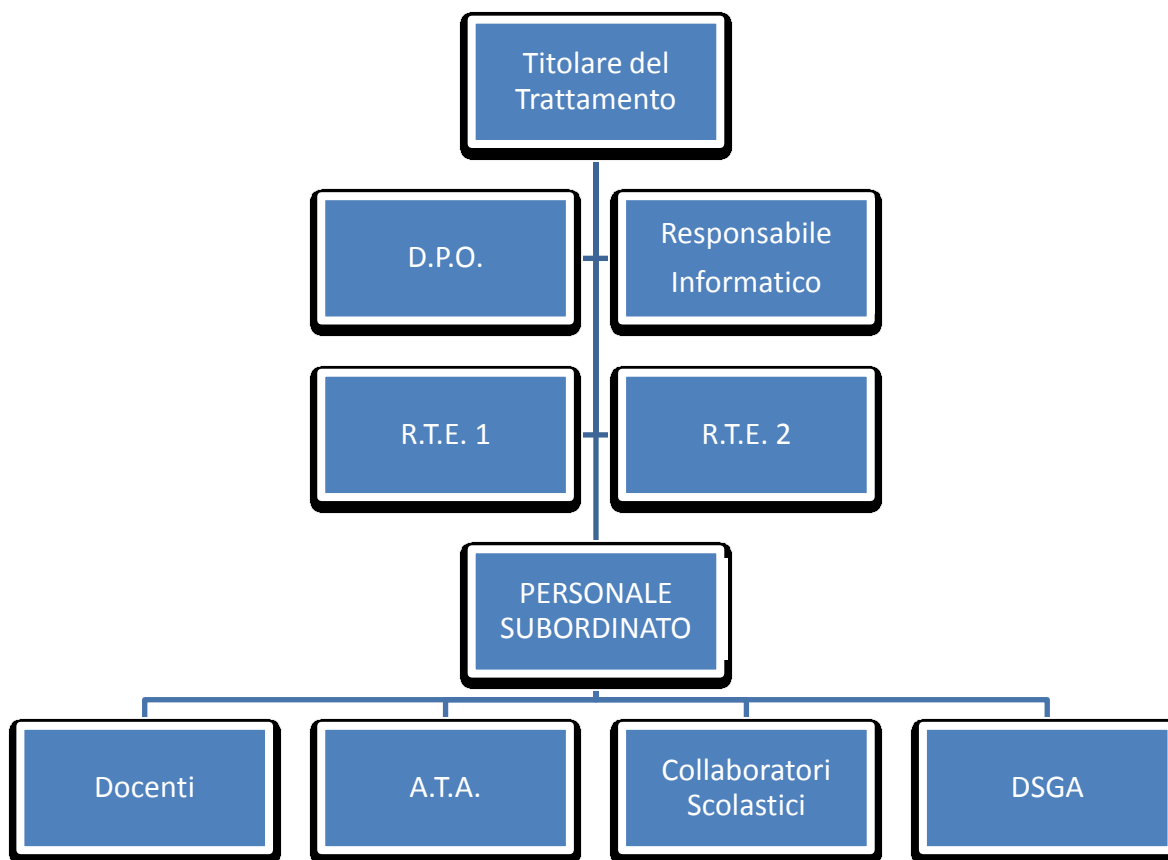 Titolare del
Trattamento
D.P.O.
Responsabile
Informatico
R.T.E. 1
R.T.E. 2
PERSONALE
SUBORDINATO
Docenti
A.T.A.
Collaboratori
Scolastici
DSGA